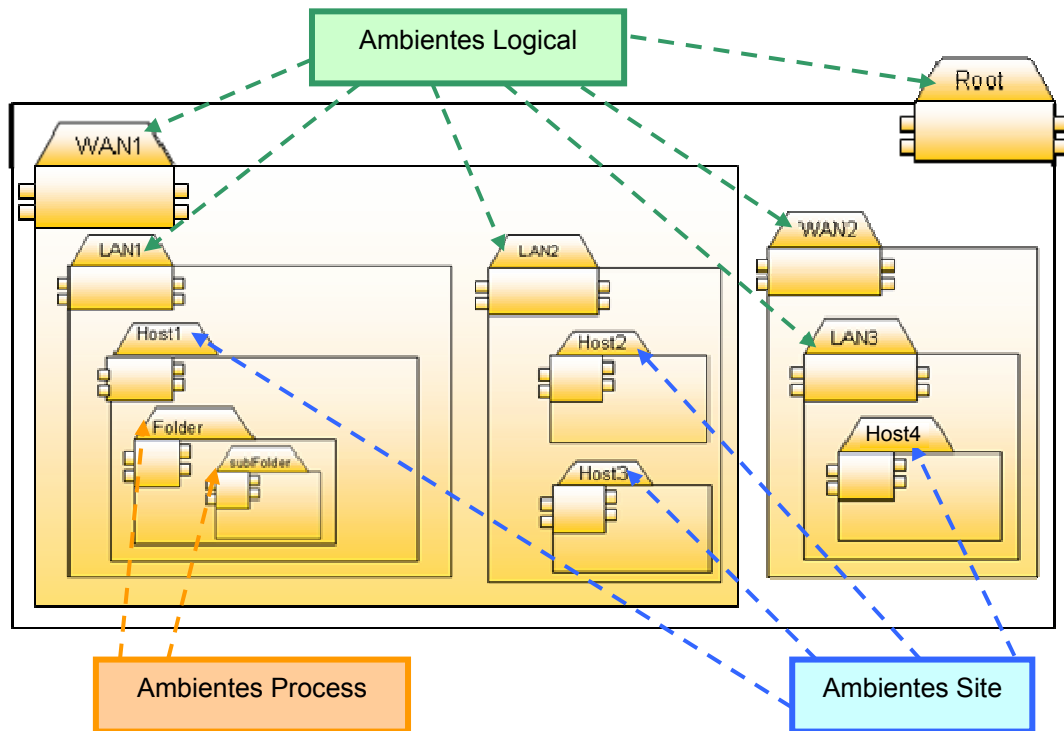 Ambientes Logical
Root
WAN1
WAN2
LAN1
LAN2
LAN3
Host1
Host2
Host3
Host4
Folder
subFolder
Ambientes Process
Ambientes Site